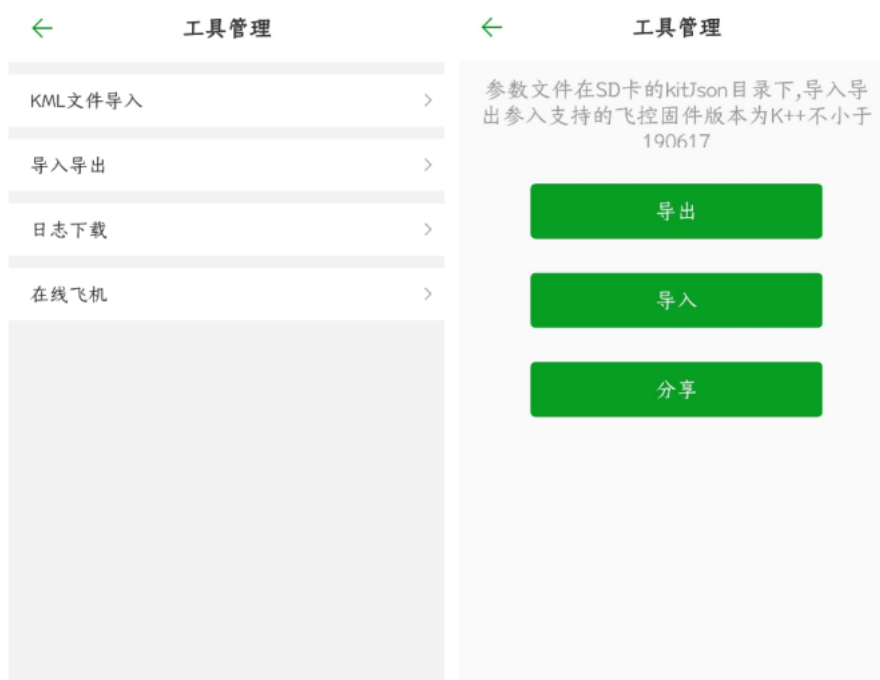 工具管理
KML文件导入
导入导出
日志下载
在线飞机
工具管理
参数文件在SD卡的kitJson目录下,导入导
出参入支持的飞控固件版本为K++不小于
190617
导出
导入
分享